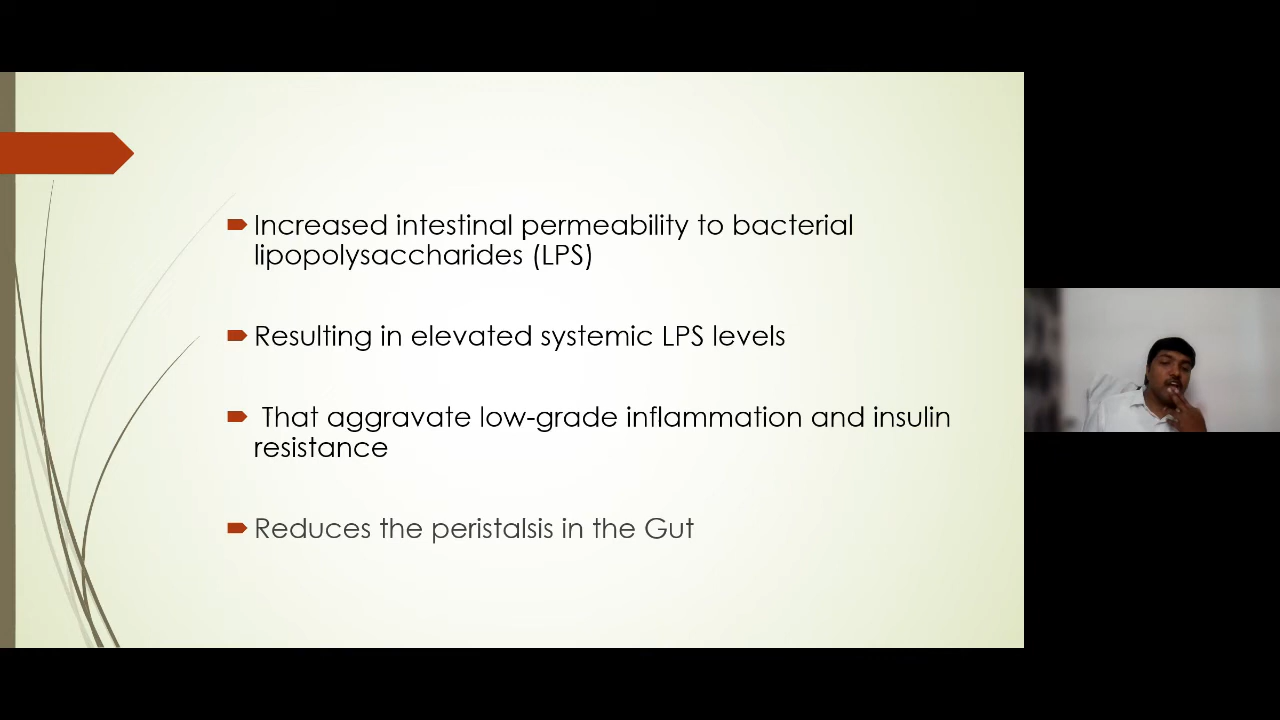 Increased intestinal permeability to bacterial
lipopolysaccharides (LPS)
Resulting in elevated systemic LPS levels
That aggravate low-grade inflammation and insulin
resistance
Reduces the peristalsis in the Gut